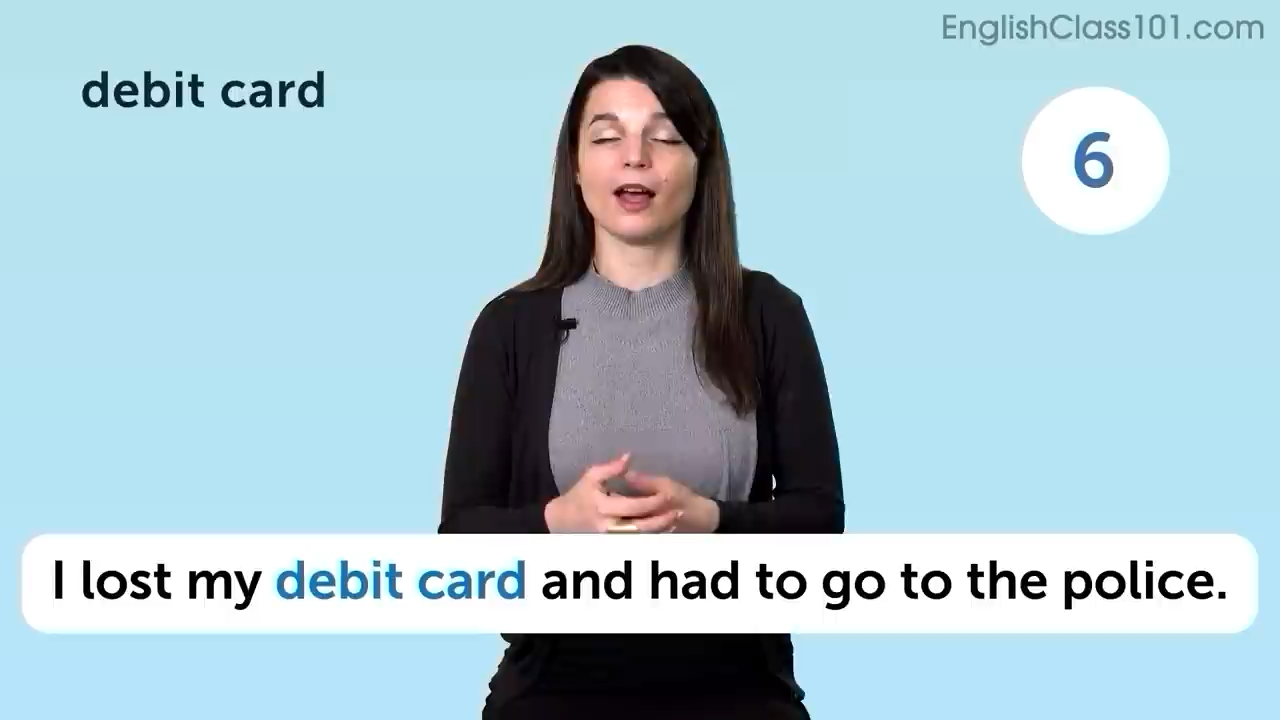 EnglishClass101.com
debit card
6
I lost my debit card and had to go to the police.